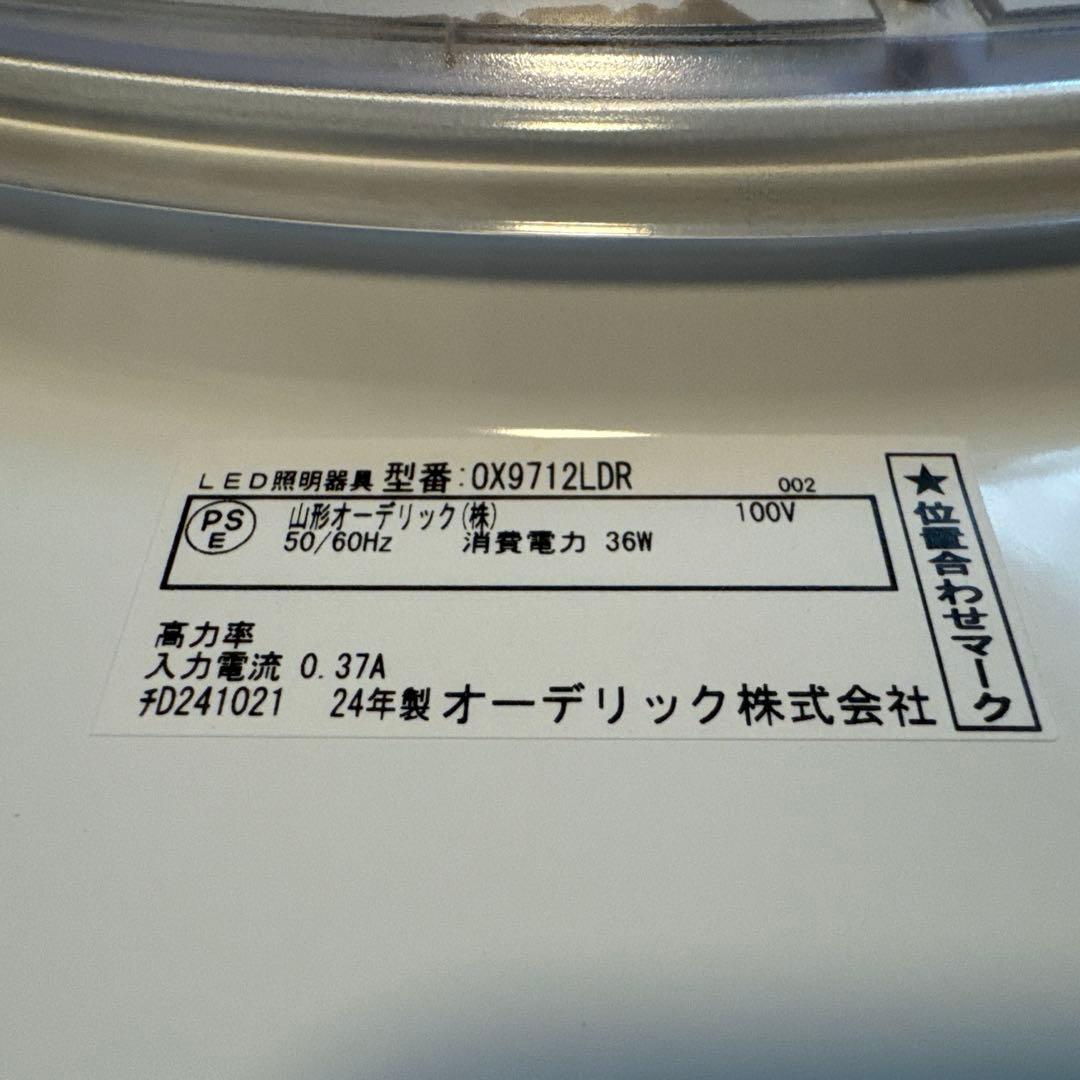 LED照明器具 型番:OX9712LDR 002
PSE 山形オーデリック(株) 100V
50/60Hz 消費電力 36W
高力率
入力電流 0.37A
チD241021 24年製 オーデリック株式会社
★位置合わせマーク